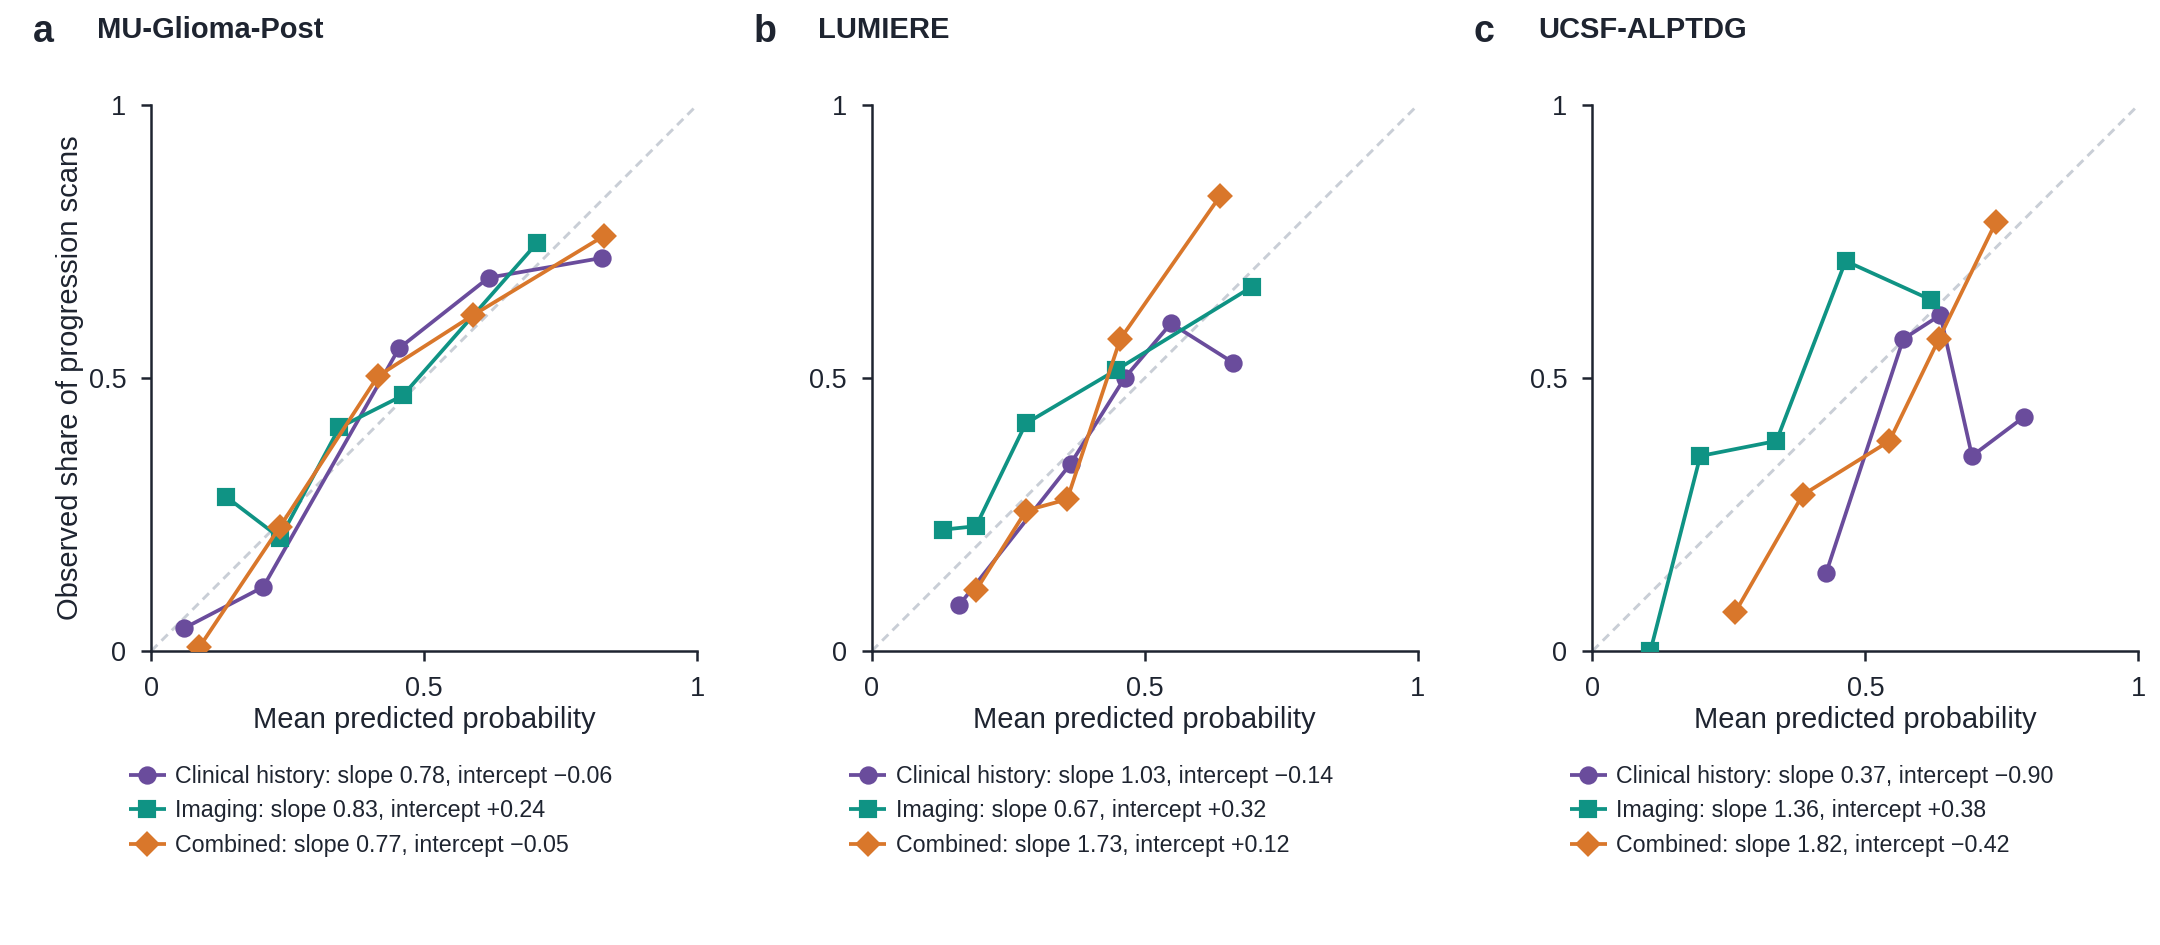 a MU-Glioma-Post
Observed share of progression scans
1
0.5
0
0 0.5 1
Mean predicted probability
Clinical history: slope 0.78, intercept −0.06
Imaging: slope 0.83, intercept +0.24
Combined: slope 0.77, intercept −0.05
b LUMIERE
1
0.5
0
0 0.5 1
Mean predicted probability
Clinical history: slope 1.03, intercept −0.14
Imaging: slope 0.67, intercept +0.32
Combined: slope 1.73, intercept +0.12
c UCSF-ALPTDG
1
0.5
0
0 0.5 1
Mean predicted probability
Clinical history: slope 0.37, intercept −0.90
Imaging: slope 1.36, intercept +0.38
Combined: slope 1.82, intercept −0.42